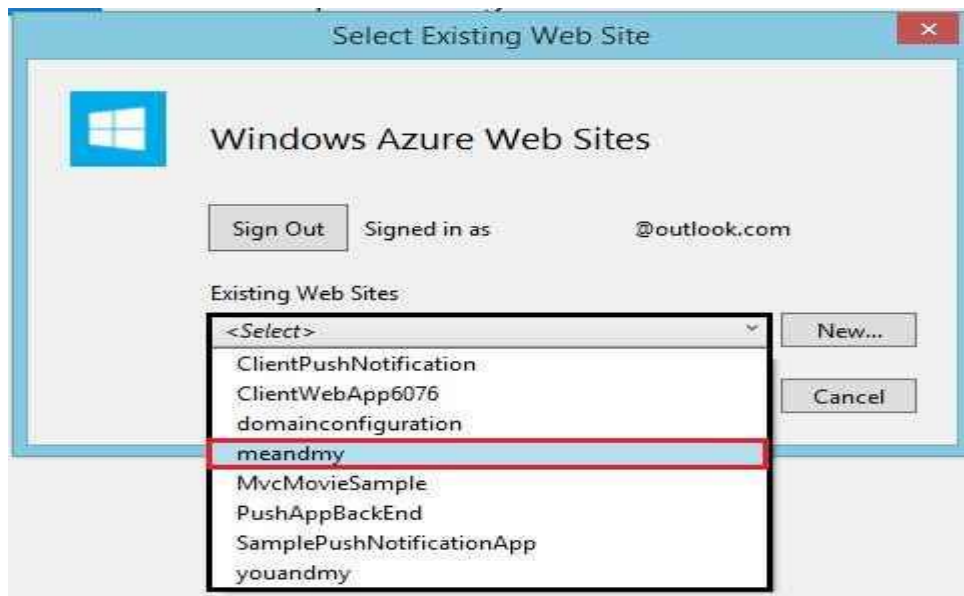 Select Existing Web Site
Windows Azure Web Sites
Sign Out Signed in as @outlook.com
Existing Web Sites
<Select> New...
ClientPushNotification
ClientWebApp6076 Cancel
domainconfiguration
meandmy
MvcMovieSample
PushAppBackEnd
SamplePushNotificationApp
youandmy